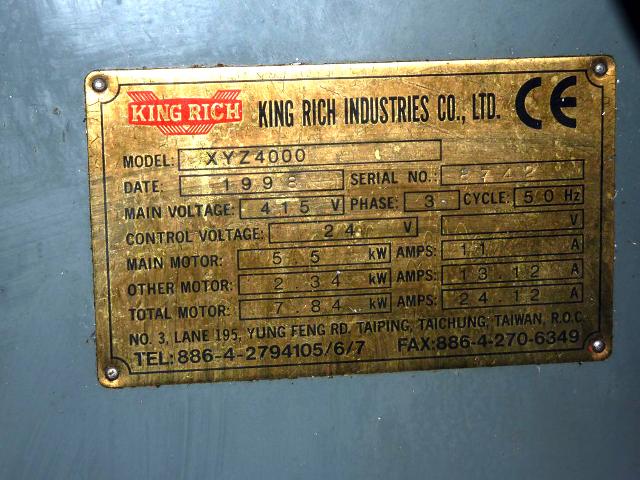 KING RICH KING RICH INDUSTRIES CO., LTD. CE
MODEL: XYZ4000
DATE: 1998 SERIAL NO.: 8742
MAIN VOLTAGE: 415 V PHASE: 3 CYCLE: 50 Hz
CONTROL VOLTAGE: 24 V V
MAIN MOTOR: 5.5 kW AMPS: 11 A
OTHER MOTOR: 2.34 kW AMPS: 13.12 A
TOTAL MOTOR: 7.84 kW AMPS: 24.12 A
NO. 3, LANE 195, YUNG FENG RD. TAIPING, TAICHUNG, TAIWAN, R.O.C.
TEL:886-4-2794105/6/7 FAX:886-4-270-6349